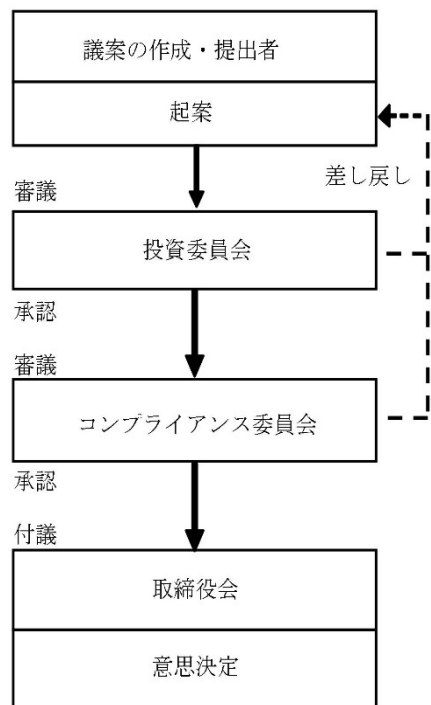 議案の作成・提出者
起案
差し戻し
審議
投資委員会
承認
審議
コンプライアンス委員会
承認
付議
取締役会
意思決定